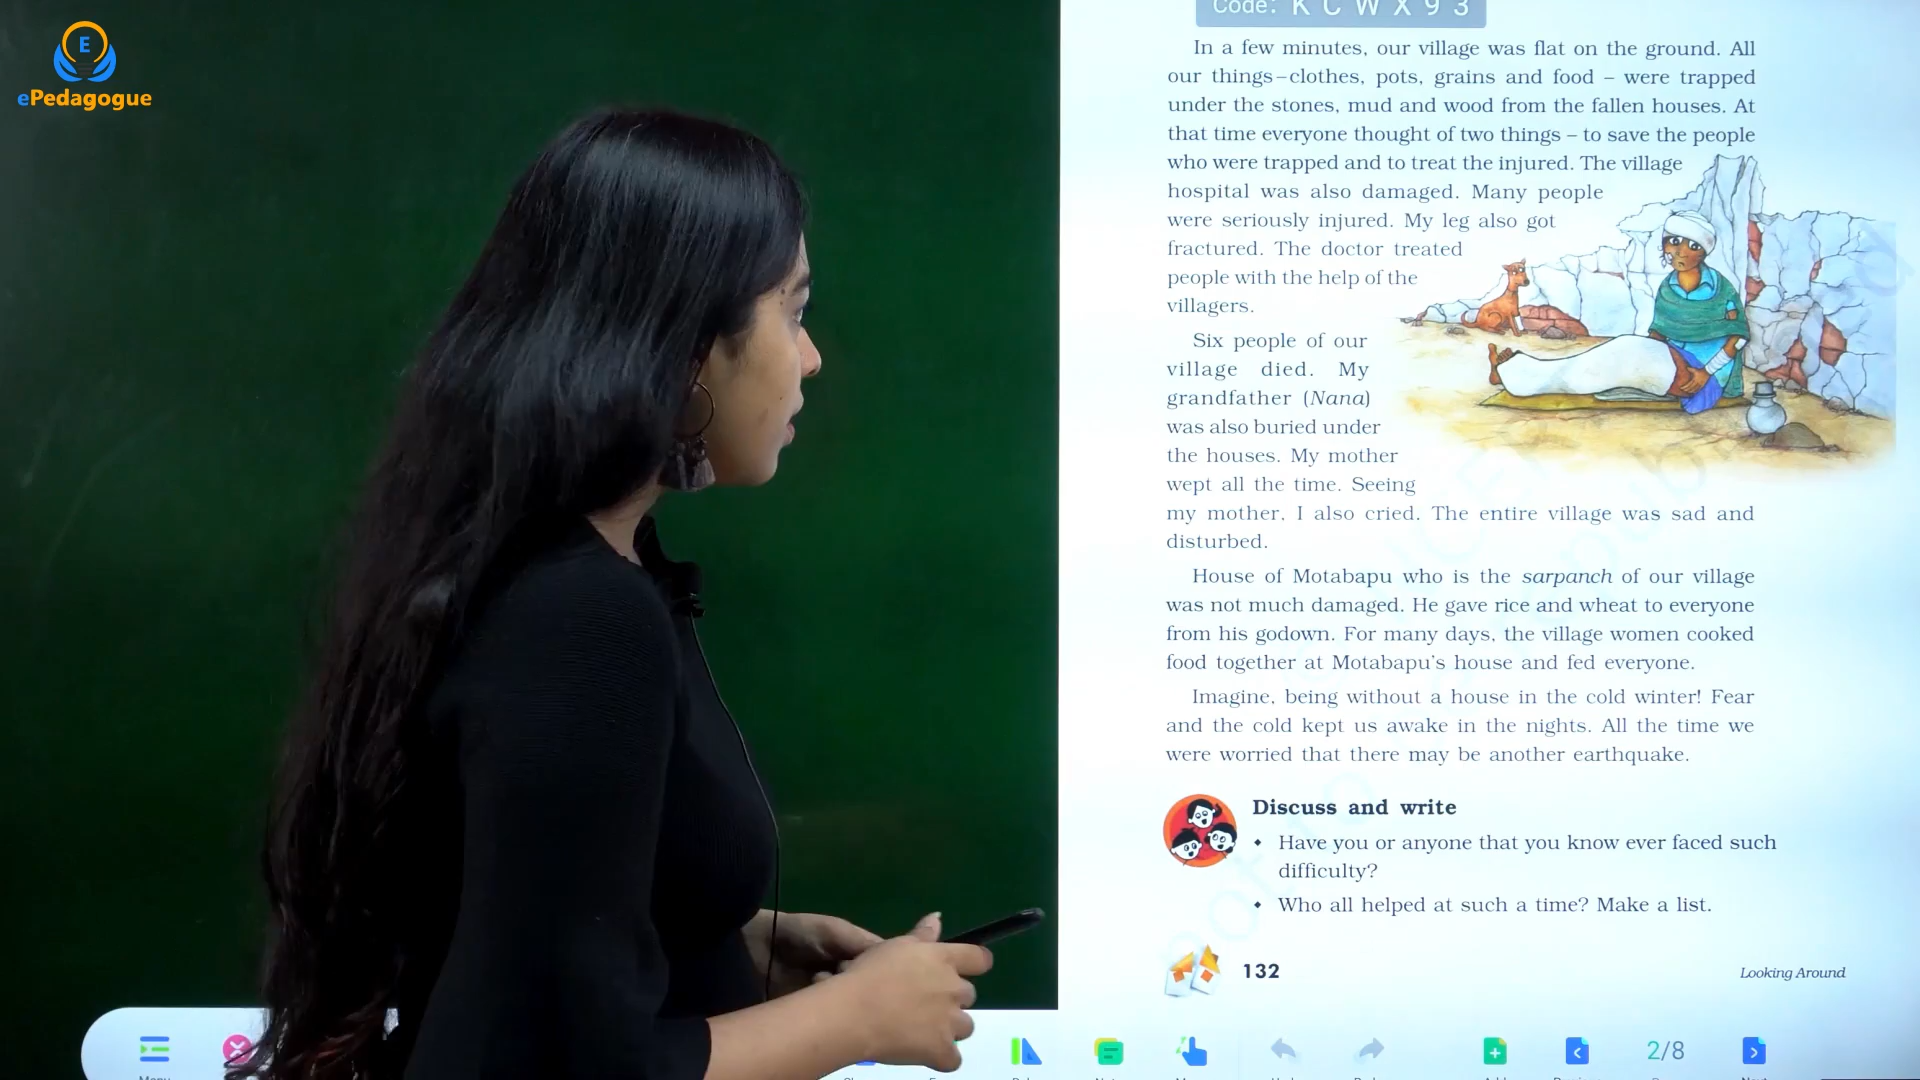 E
ePedagogue
Code: K C W X 9 3
In a few minutes, our village was flat on the ground. All
our things – clothes, pots, grains and food – were trapped
under the stones, mud and wood from the fallen houses. At
that time everyone thought of two things – to save the people
who were trapped and to treat the injured. The village
hospital was also damaged. Many people
were seriously injured. My leg also got
fractured. The doctor treated
people with the help of the
villagers.
Six people of our
village died. My
grandfather (Nana)
was also buried under
the houses. My mother
wept all the time. Seeing
my mother, I also cried. The entire village was sad and
disturbed.
House of Motabapu who is the sarpanch of our village
was not much damaged. He gave rice and wheat to everyone
from his godown. For many days, the village women cooked
food together at Motabapu's house and fed everyone.
Imagine, being without a house in the cold winter! Fear
and the cold kept us awake in the nights. All the time we
were worried that there may be another earthquake.
Discuss and write
• Have you or anyone that you know ever faced such
difficulty?
• Who all helped at such a time? Make a list.
132
Looking Around
2/8